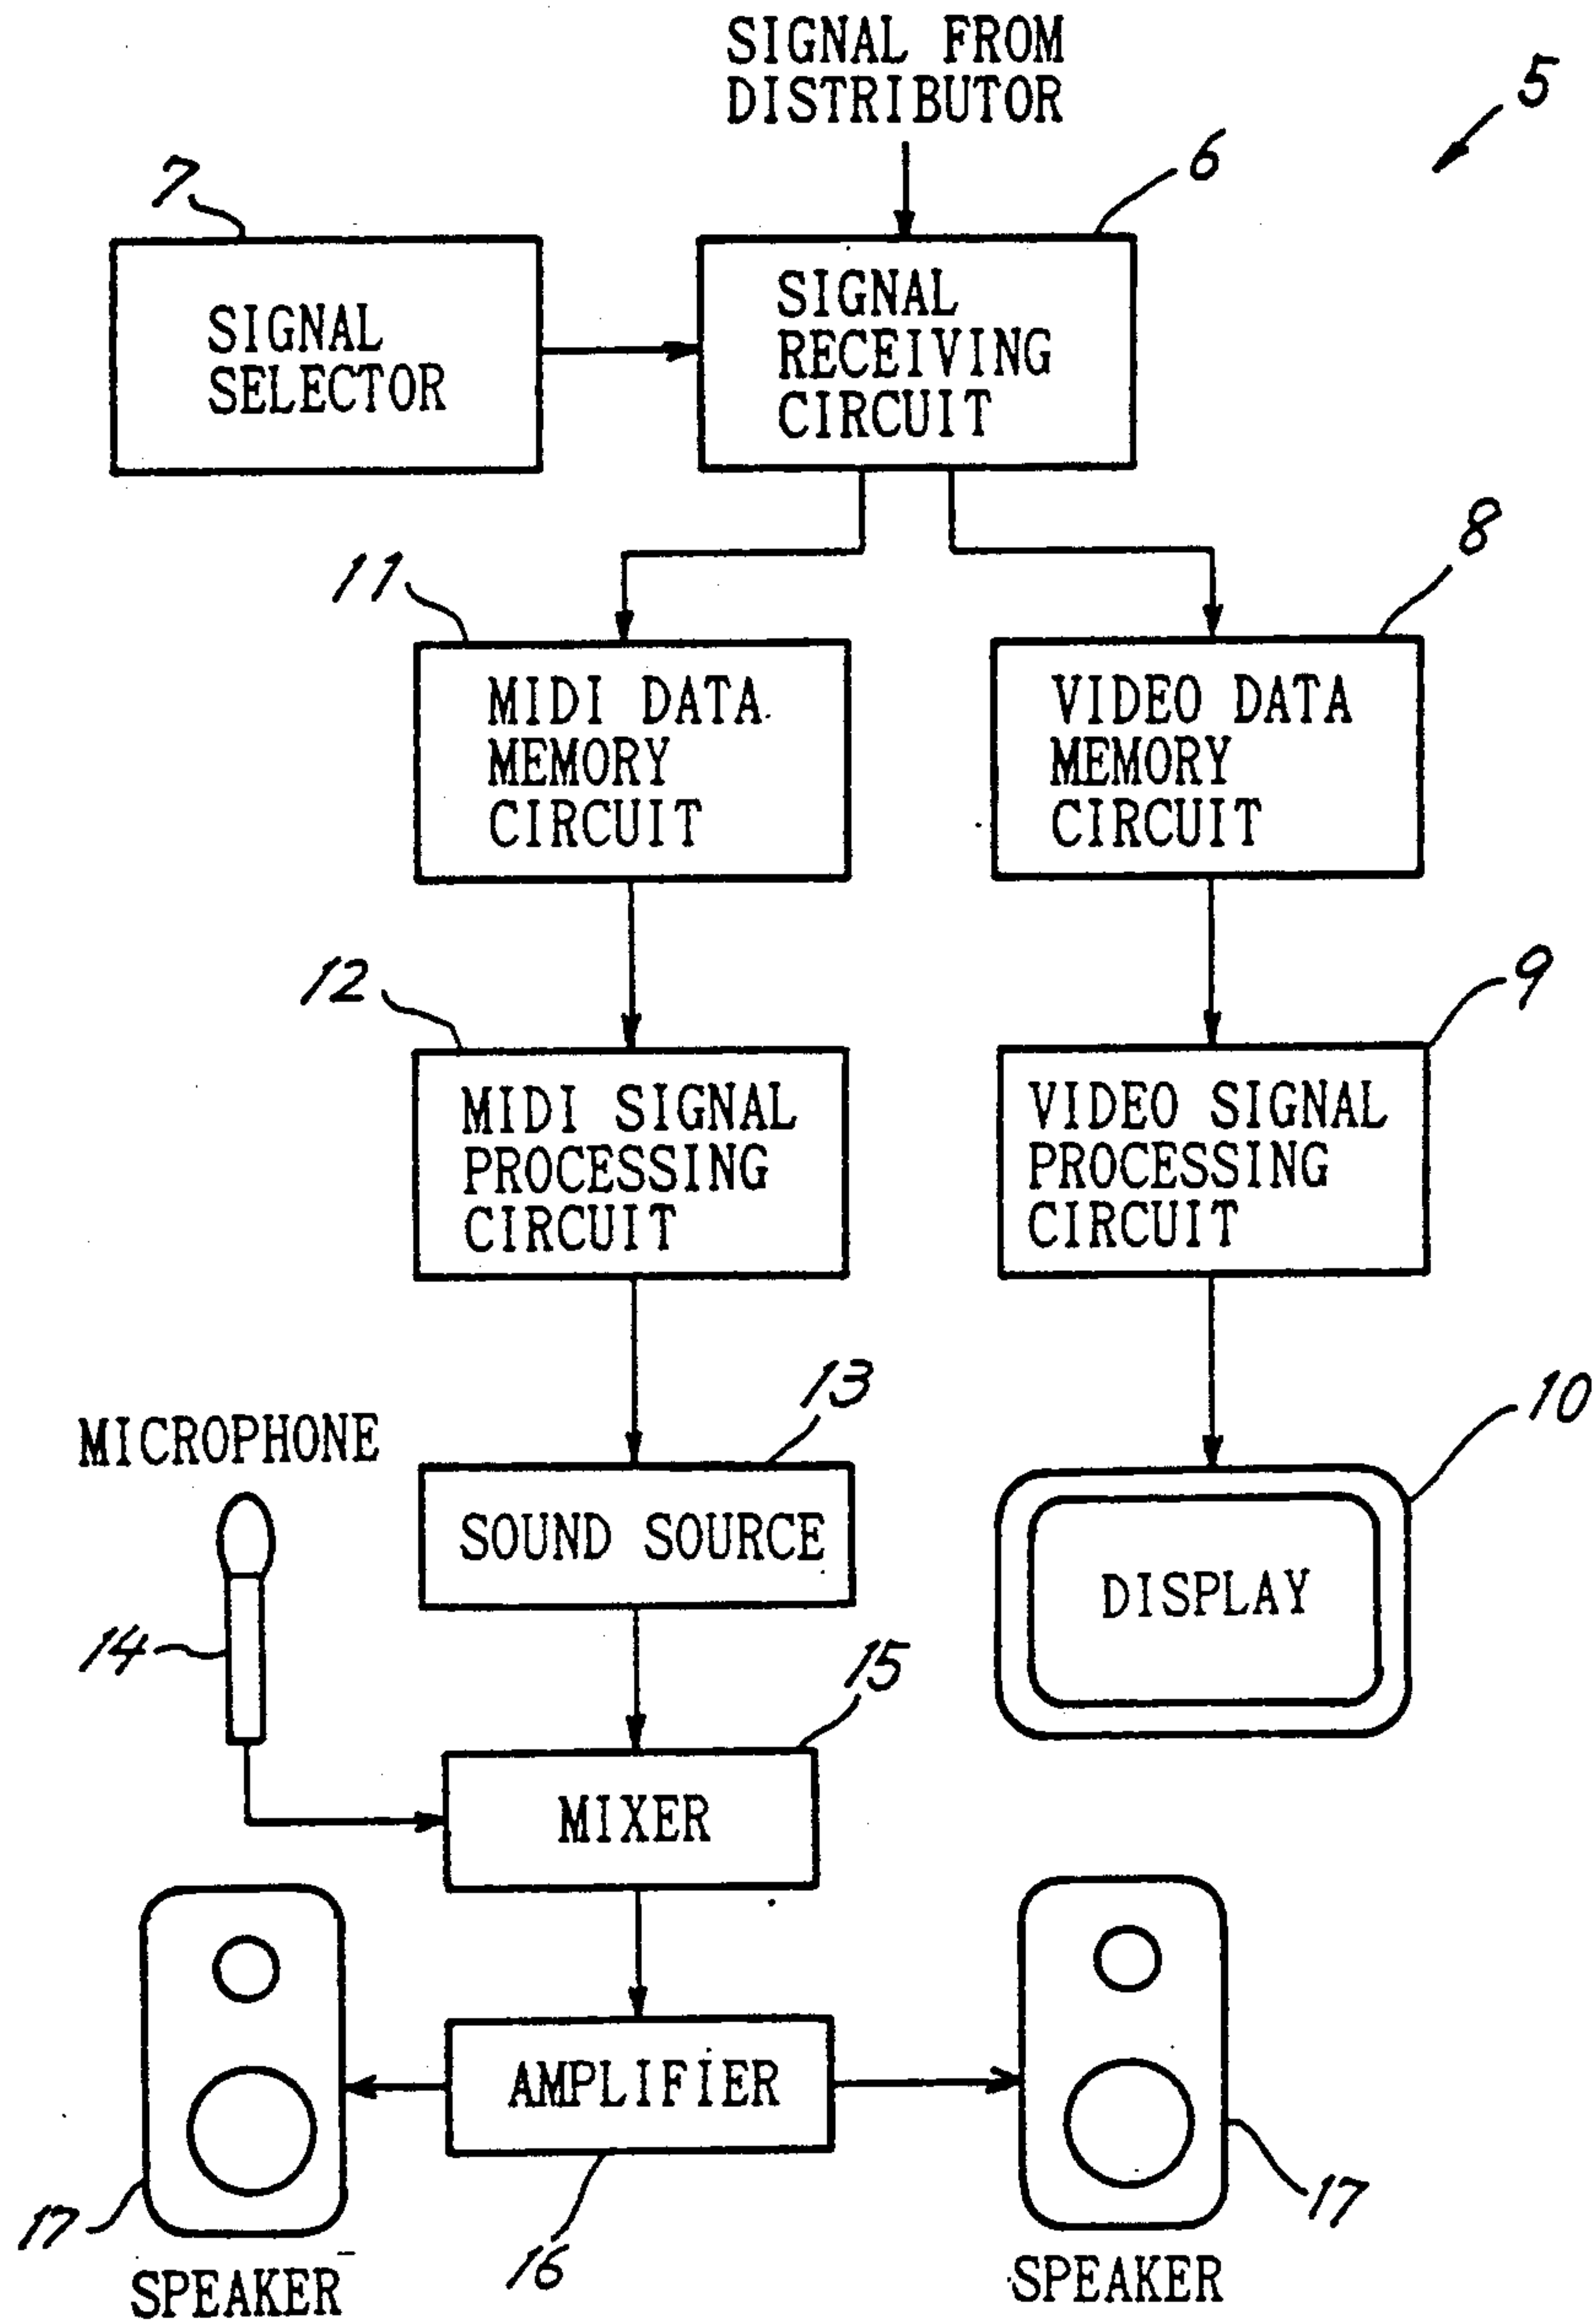 SIGNAL FROM
DISTRIBUTOR
5
7
6
SIGNAL
SELECTOR
SIGNAL
RECEIVING
CIRCUIT
11
8
MIDI DATA
MEMORY
CIRCUIT
VIDEO DATA
MEMORY
CIRCUIT
12
9
MIDI SIGNAL
PROCESSING
CIRCUIT
VIDEO SIGNAL
PROCESSING
CIRCUIT
13
10
MICROPHONE
SOUND SOURCE
DISPLAY
14
15
MIXER
AMPLIFIER
17
17
16
SPEAKER
SPEAKER